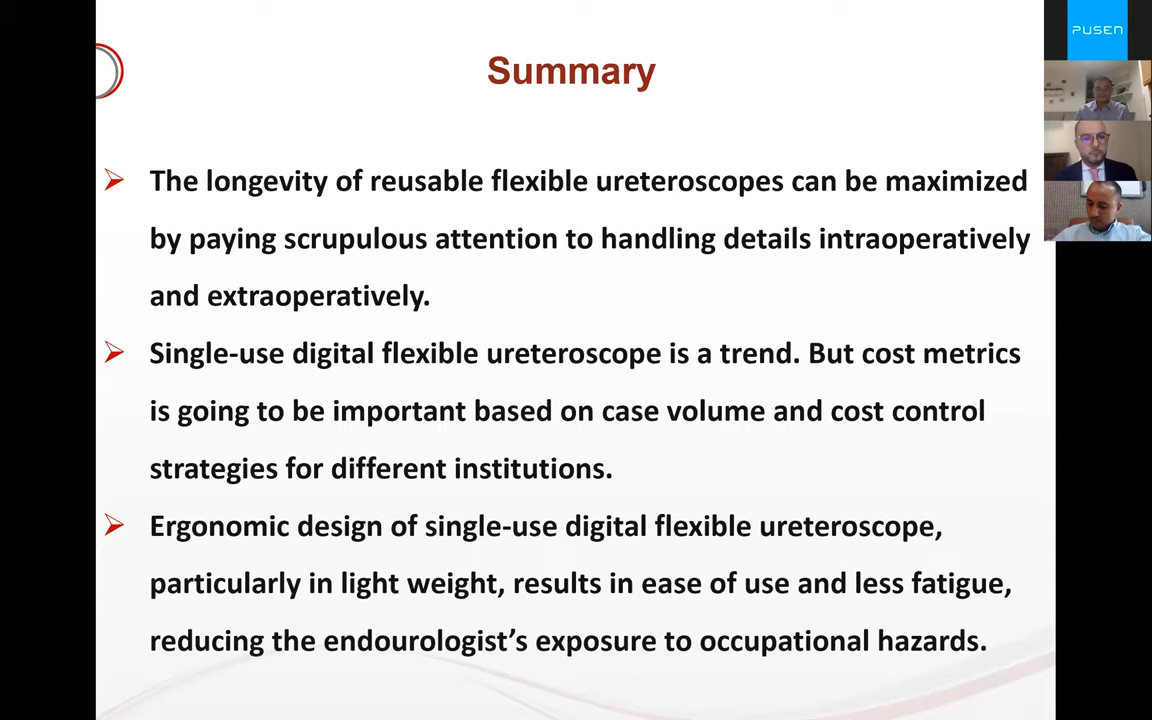 PUSEN
Summary
The longevity of reusable flexible ureteroscopes can be maximized
by paying scrupulous attention to handling details intraoperatively
and extraoperatively.
Single-use digital flexible ureteroscope is a trend. But cost metrics
is going to be important based on case volume and cost control
strategies for different institutions.
Ergonomic design of single-use digital flexible ureteroscope,
particularly in light weight, results in ease of use and less fatigue,
reducing the endourologist’s exposure to occupational hazards.